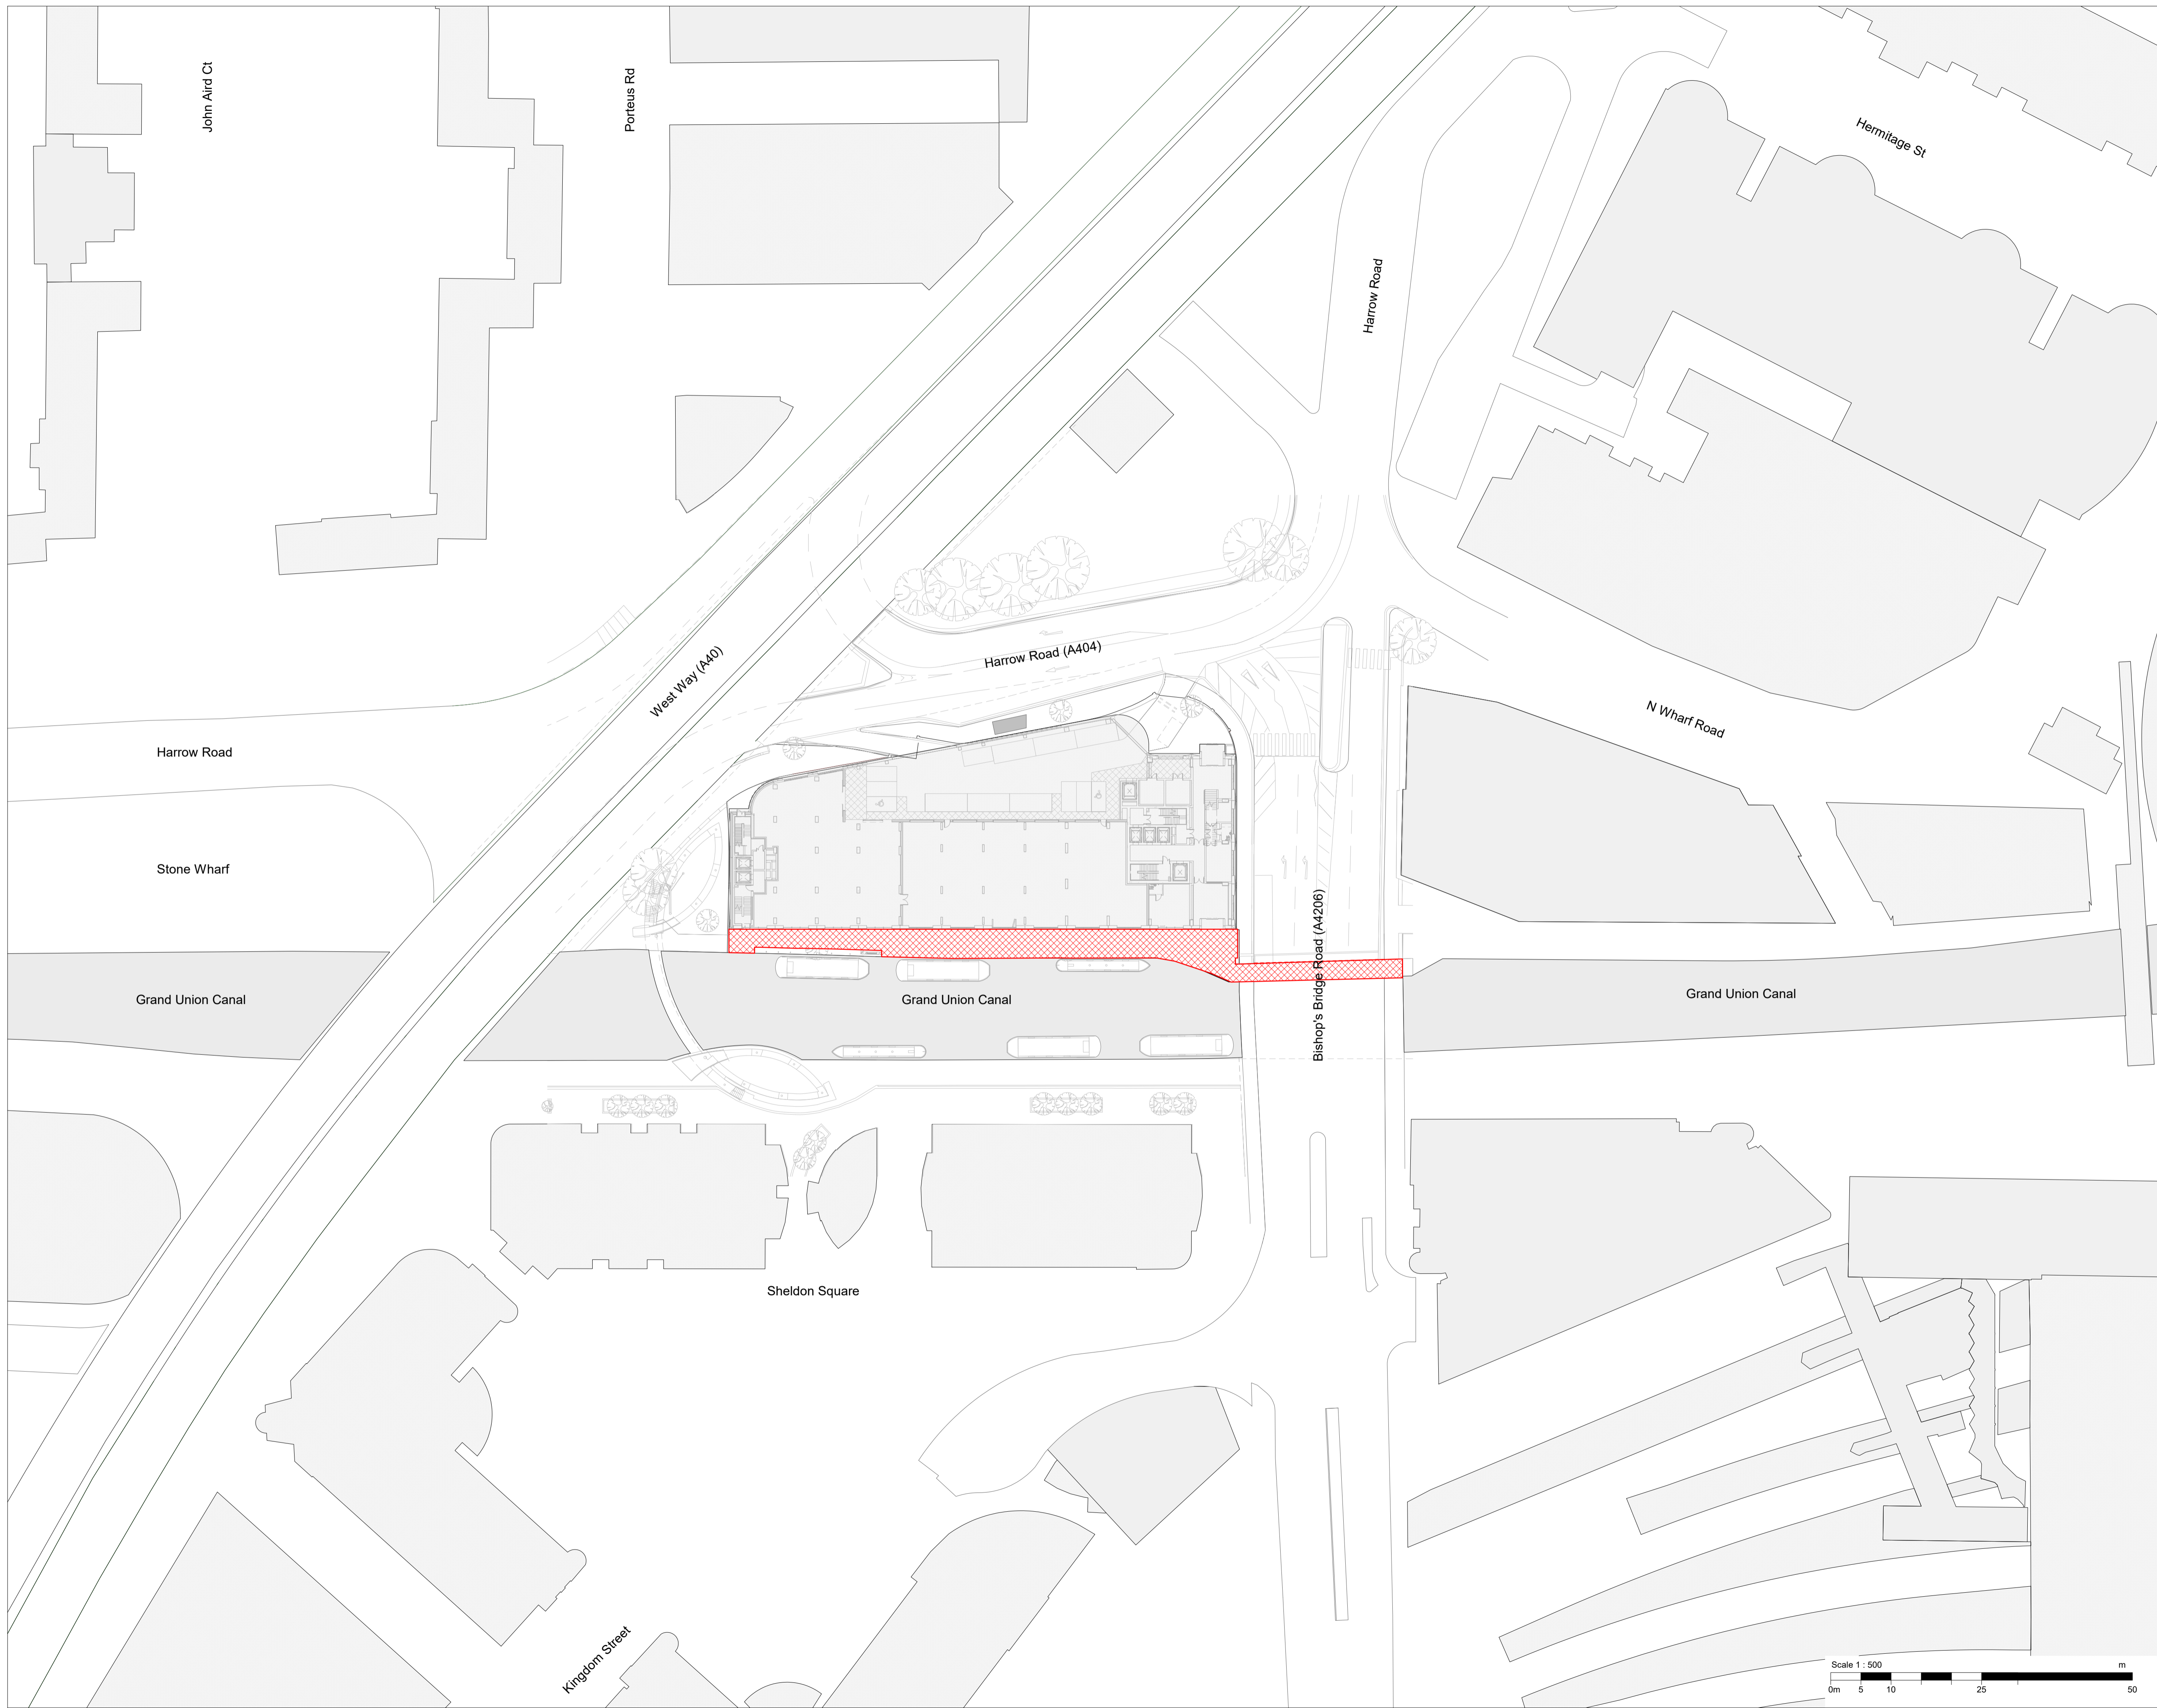 John Aird Ct
Porteus Rd
Hermitage St
Harrow Road
Harrow Road (A404)
West Way (A40)
N Wharf Road
Harrow Road
Stone Wharf
Bishop's Bridge Road (A4206)
Grand Union Canal
Grand Union Canal
Grand Union Canal
Sheldon Square
Kingdom Street
Scale 1 : 500 m
0m 5 10 25 50